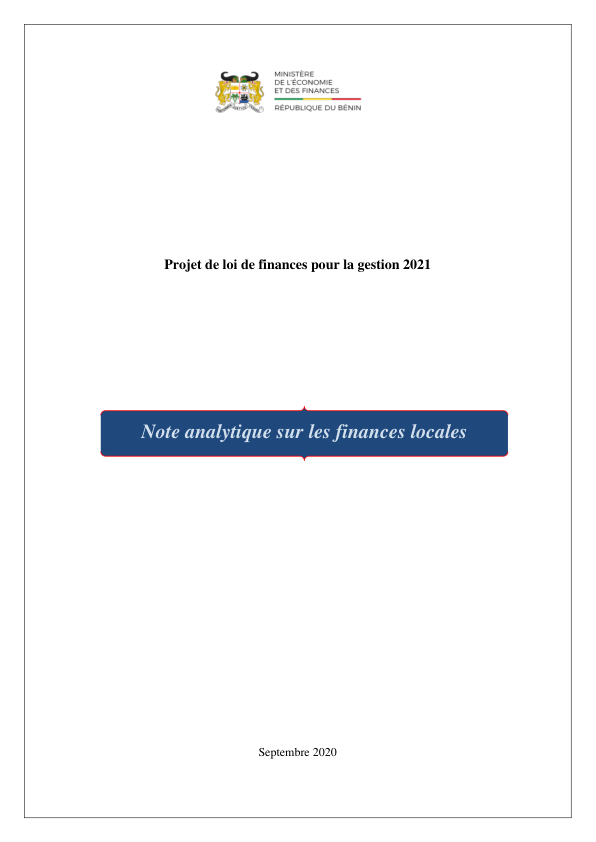 MINISTÈRE
DE L'ÉCONOMIE
ET DES FINANCES
RÉPUBLIQUE DU BÉNIN
Projet de loi de finances pour la gestion 2021
Note analytique sur les finances locales
Septembre 2020